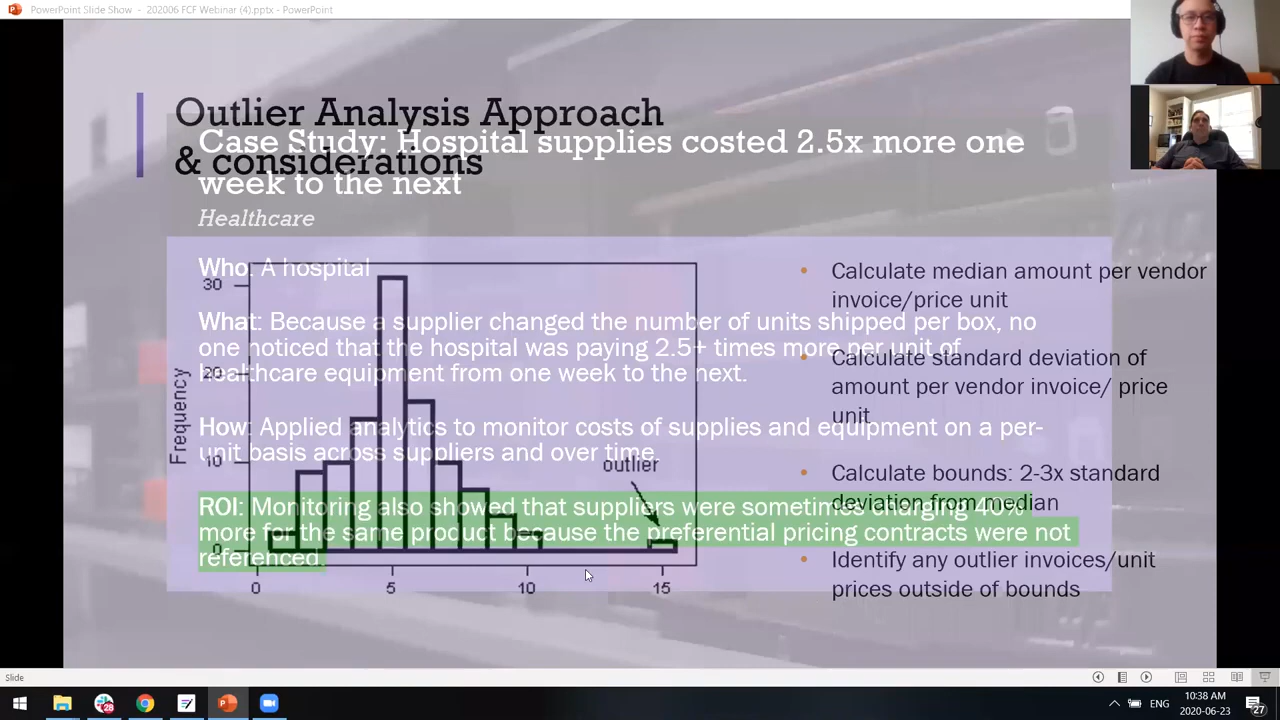 PowerPoint Slide Show - 202006 FCF Webinar (4).pptx - PowerPoint
Outlier Analysis Approach
& considerations
Case Study: Hospital supplies costed 2.5x more one
week to the next
Healthcare
Who: A hospital
What: Because a supplier changed the number of units shipped per box, no
one noticed that the hospital was paying 2.5+ times more per unit of
healthcare equipment from one week to the next.
How: Applied analytics to monitor costs of supplies and equipment on a per-
unit basis across suppliers and over time.
ROI: Monitoring also showed that suppliers were sometimes charging 40%
more for the same product because the preferential pricing contracts were not
referenced.
Frequency
30
20
10
0
0 5 10 15
outlier
• Calculate median amount per vendor
invoice/price unit
• Calculate standard deviation of
amount per vendor invoice/ price
unit
• Calculate bounds: 2-3x standard
deviation from median
• Identify any outlier invoices/unit
prices outside of bounds
Slide
28
ENG
10:38 AM
2020-06-23
27